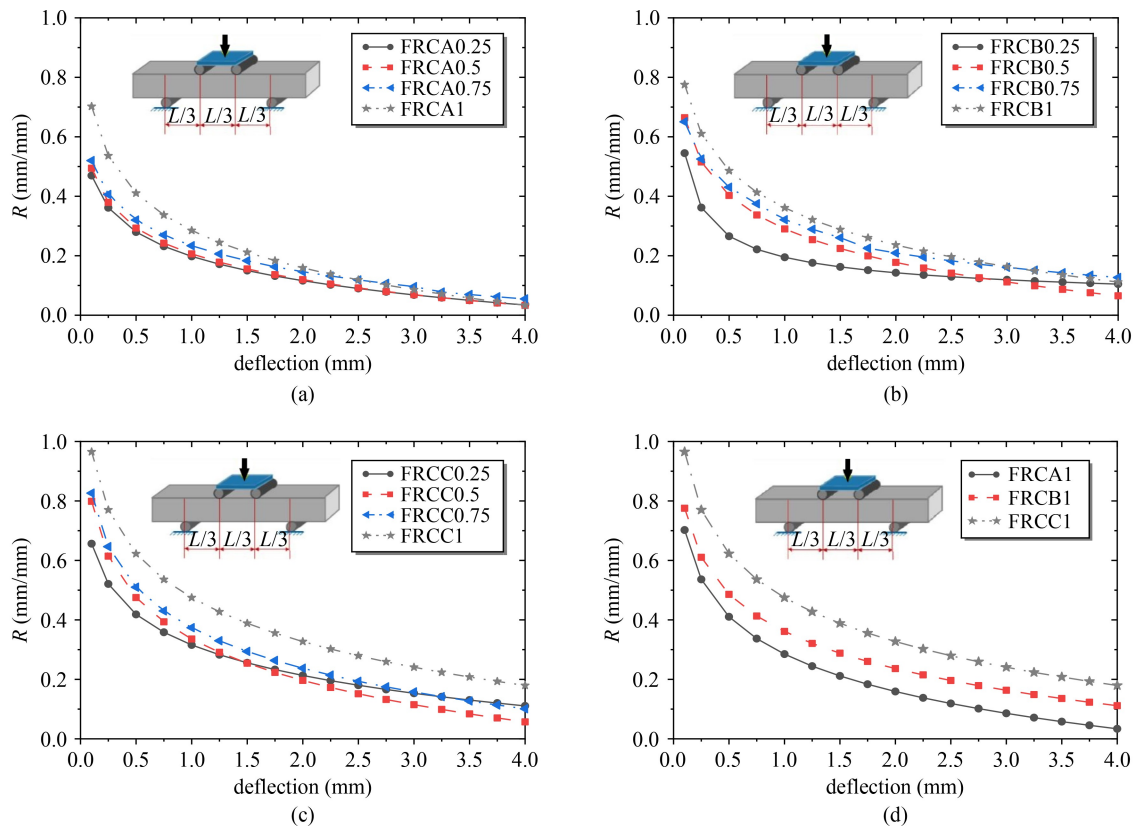 1.0
0.8
0.6
0.4
0.2
0.0
R (mm/mm)
L/3 L/3 L/3
FRCA0.25
FRCA0.5
FRCA0.75
FRCA1
0.0 0.5 1.0 1.5 2.0 2.5 3.0 3.5 4.0
deflection (mm)
(a)
1.0
0.8
0.6
0.4
0.2
0.0
R (mm/mm)
L/3 L/3 L/3
FRCB0.25
FRCB0.5
FRCB0.75
FRCB1
0.0 0.5 1.0 1.5 2.0 2.5 3.0 3.5 4.0
deflection (mm)
(b)
1.0
0.8
0.6
0.4
0.2
0.0
R (mm/mm)
L/3 L/3 L/3
FRCC0.25
FRCC0.5
FRCC0.75
FRCC1
0.0 0.5 1.0 1.5 2.0 2.5 3.0 3.5 4.0
deflection (mm)
(c)
1.0
0.8
0.6
0.4
0.2
0.0
R (mm/mm)
L/3 L/3 L/3
FRCA1
FRCB1
FRCC1
0.0 0.5 1.0 1.5 2.0 2.5 3.0 3.5 4.0
deflection (mm)
(d)